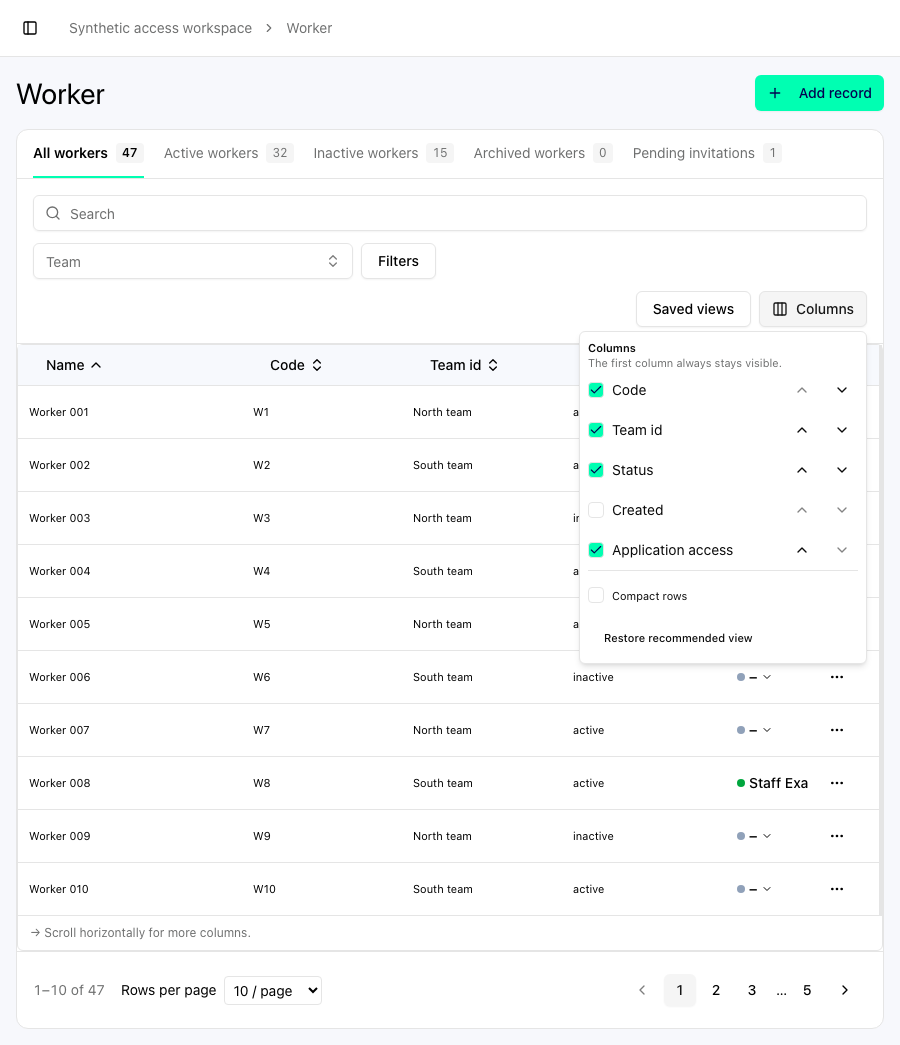 Synthetic access workspace > Worker
Worker
+ Add record
All workers 47 Active workers 32 Inactive workers 15 Archived workers 0 Pending invitations 1
Search
Team
Filters
Saved views
Columns
Columns
The first column always stays visible.
Code
Team id
Status
Created
Application access
Compact rows
Restore recommended view
Name Code Team id
Worker 001 W1 North team a
Worker 002 W2 South team a
Worker 003 W3 North team in
Worker 004 W4 South team a
Worker 005 W5 North team a
Worker 006 W6 South team inactive –
Worker 007 W7 North team active –
Worker 008 W8 South team active Staff Exa
Worker 009 W9 North team inactive –
Worker 010 W10 South team active –
→ Scroll horizontally for more columns.
1–10 of 47 Rows per page 10 / page 1 2 3 ... 5